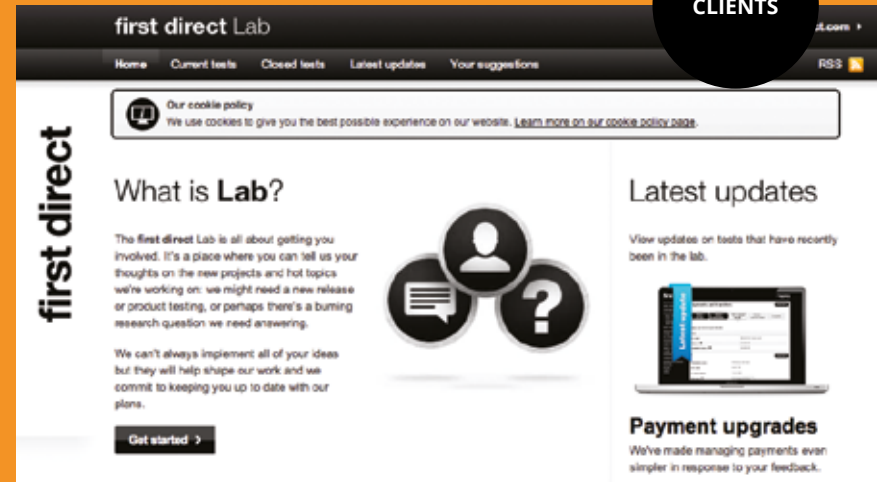 CLIENTS
first direct Lab
ct.com
Home Current tests Closed tests Latest updates Your suggestions
RSS
Our cookie policy
We use cookies to give you the best possible experience on our website. Learn more on our cookie policy page.
first direct
What is Lab?
The first direct Lab is all about getting you
involved. It's a place where you can tell us your
thoughts on the new projects and hot topics
we're working on: we might need a new release
or product testing, or perhaps there's a burning
research question we need answering.
We can't always implement all of your ideas
but they will help shape our work and we
commit to keeping you up to date with our
plans.
Get started
?
Latest updates
View updates on tests that have recently
been in the lab.
Latest update
Payment upgrades
We've made managing payments even
simpler in response to your feedback.